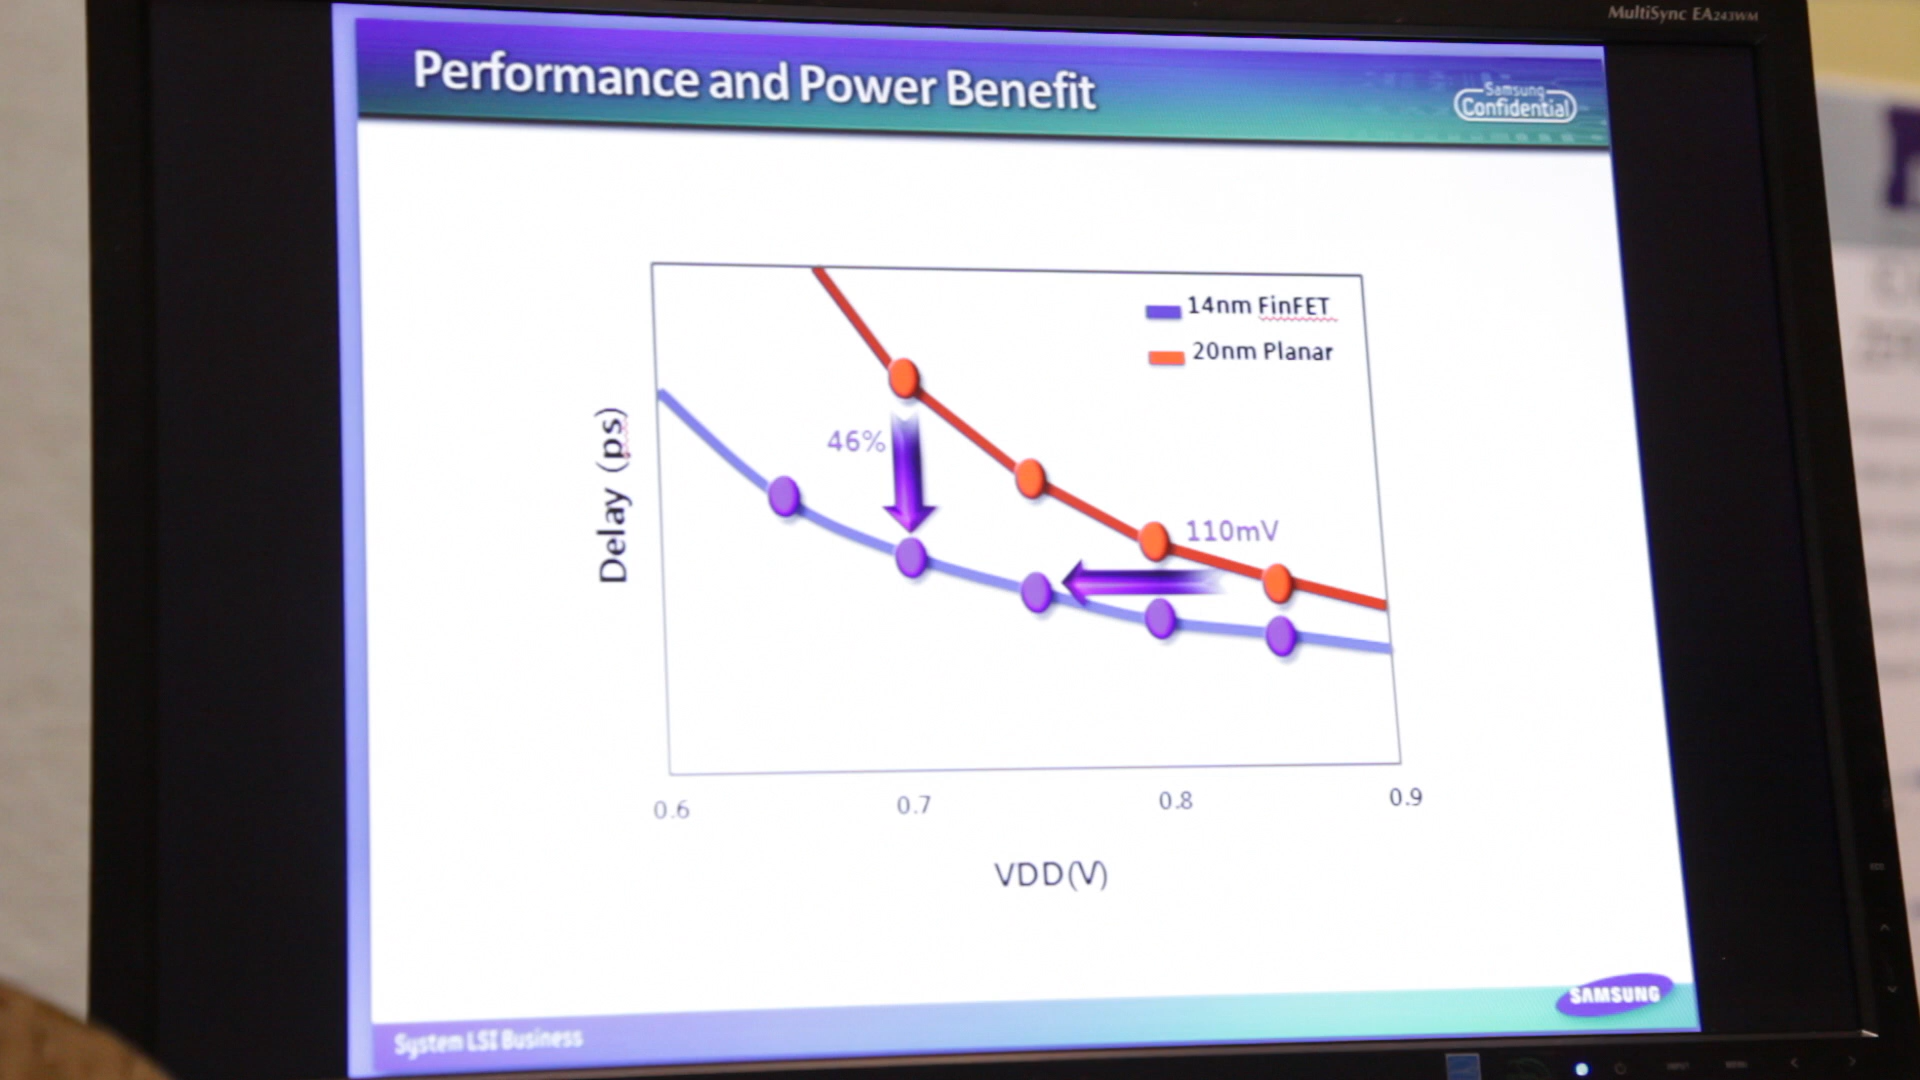 MultiSync EA243WM
Performance and Power Benefit
Samsung
Confidential
14nm FinFET
20nm Planar
46%
110mV
Delay (ps)
0.6 0.7 0.8 0.9
VDD(V)
SAMSUNG
System LSI Business